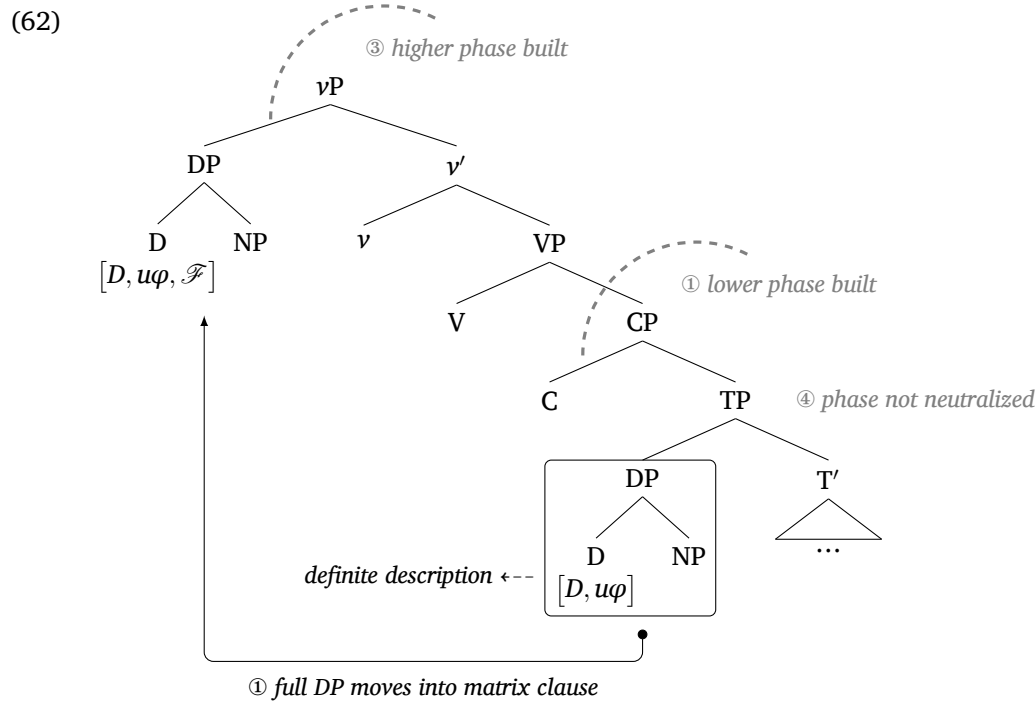 (62)
③ higher phase built
vP
DP v′
D NP v VP
[D, uφ, ℱ]
① lower phase built
V CP
C TP ④ phase not neutralized
DP T′
D NP ...
definite description
[D, uφ]
① full DP moves into matrix clause